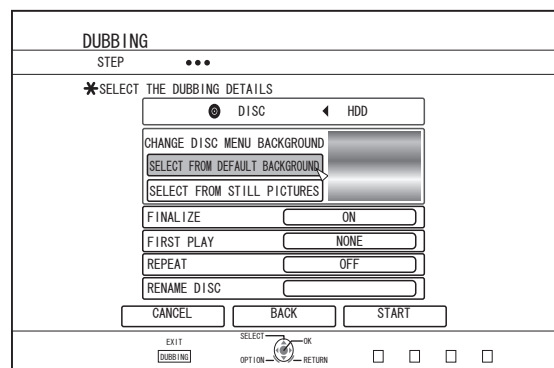 DUBBING
STEP
SELECT THE DUBBING DETAILS
DISC HDD
CHANGE DISC MENU BACKGROUND
SELECT FROM DEFAULT BACKGROUND
SELECT FROM STILL PICTURES
FINALIZE ON
FIRST PLAY NONE
REPEAT OFF
RENAME DISC
CANCEL BACK START
EXIT
DUBBING
SELECT OK
OPTION RETURN